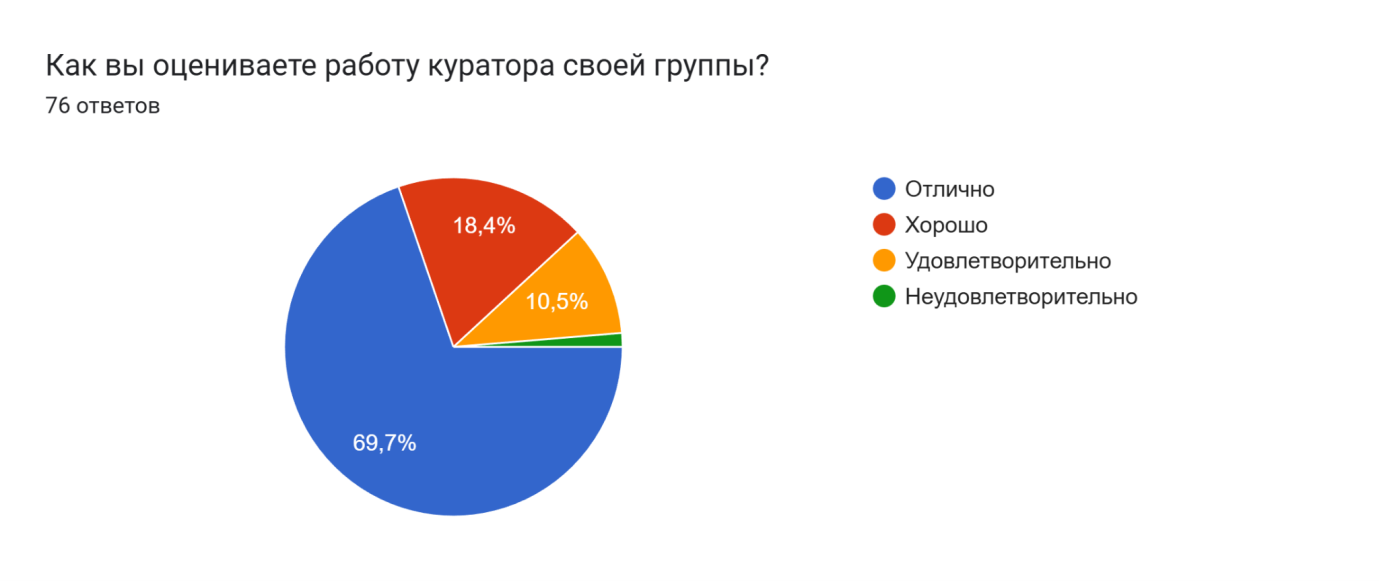 Как вы оцениваете работу куратора своей группы?
76 ответов
18,4%
10,5%
69,7%
Отлично
Хорошо
Удовлетворительно
Неудовлетворительно